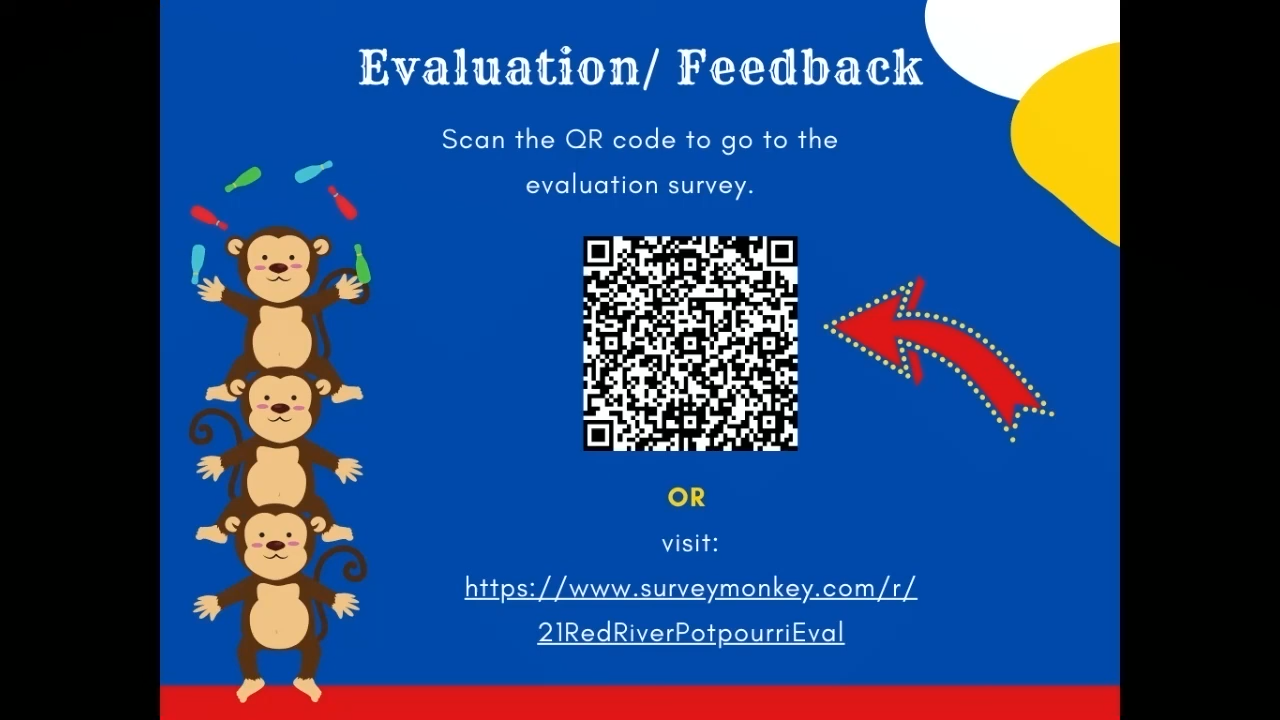 Evaluation/ Feedback
Scan the QR code to go to the
evaluation survey.
OR
visit:
https://www.surveymonkey.com/r/
21RedRiverPotpourriEval